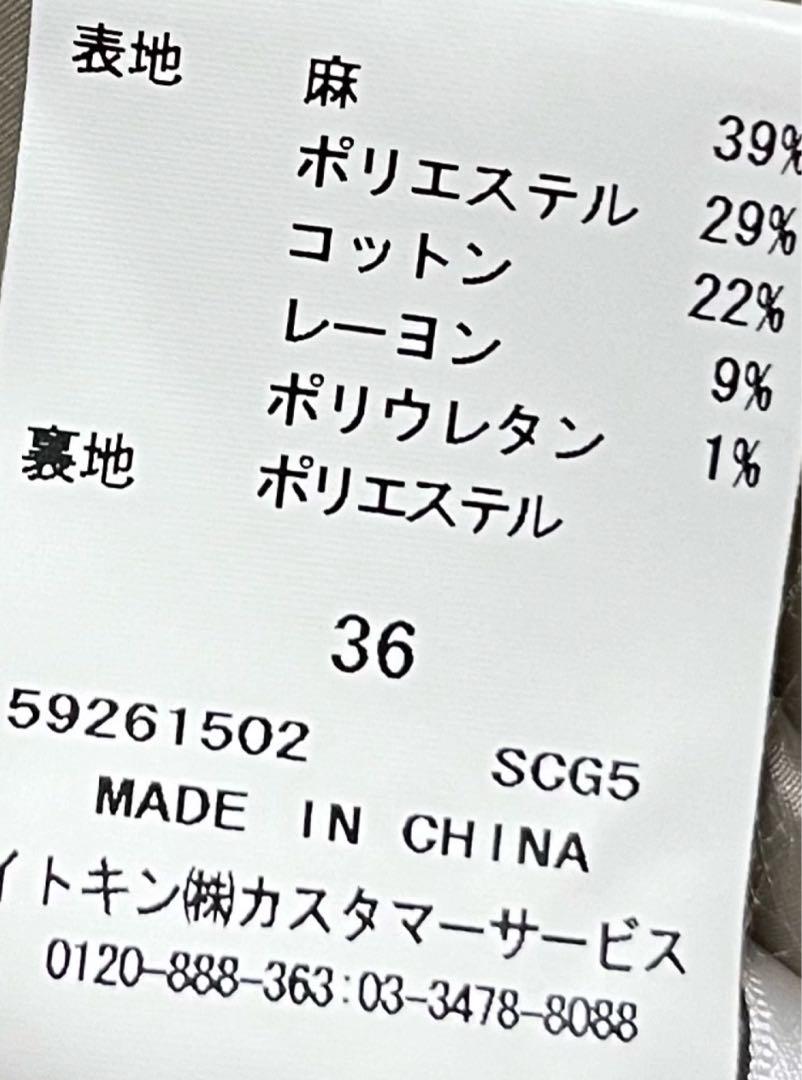 表地 麻 39%
ポリエステル 29%
コットン 22%
レーヨン 9%
ポリウレタン 1%
裏地 ポリエステル
36
59261502 SCG5
MADE IN CHINA
イトキン㈱カスタマーサービス
0120-888-363:03-3478-8088